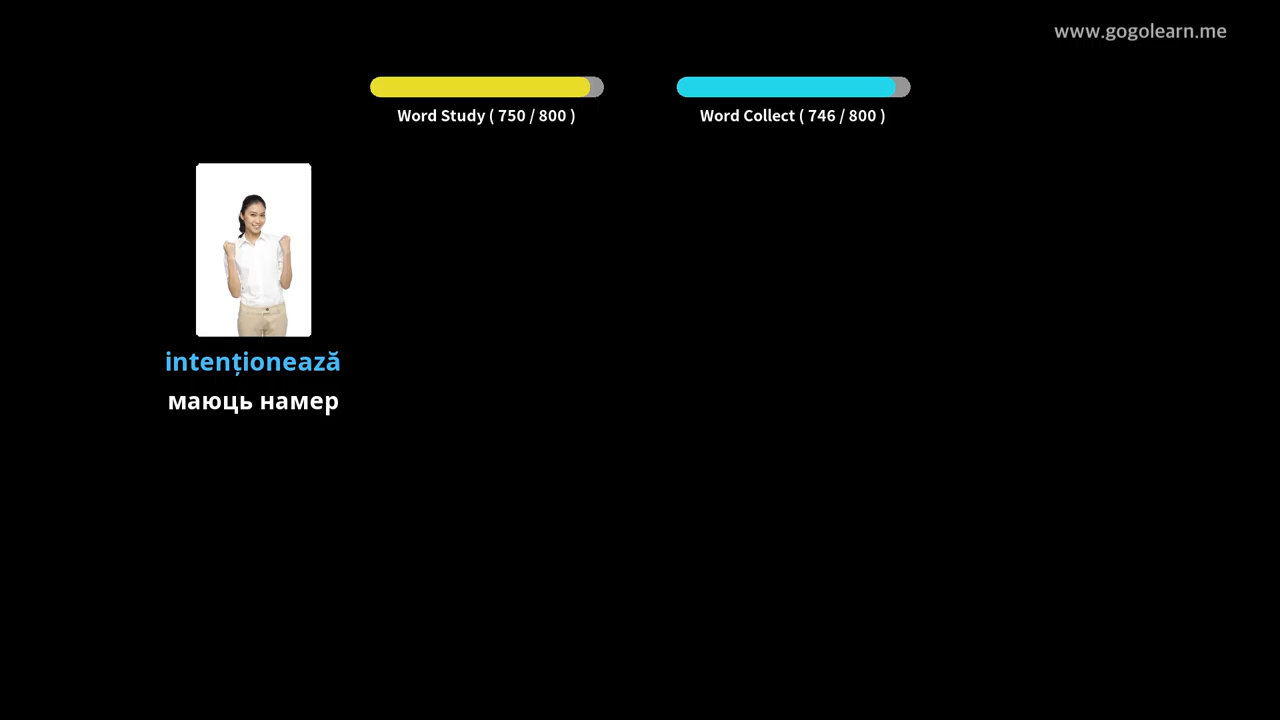 www.gogolearn.me
Word Study ( 750 / 800 )
Word Collect ( 746 / 800 )
intenționează
маюць намер